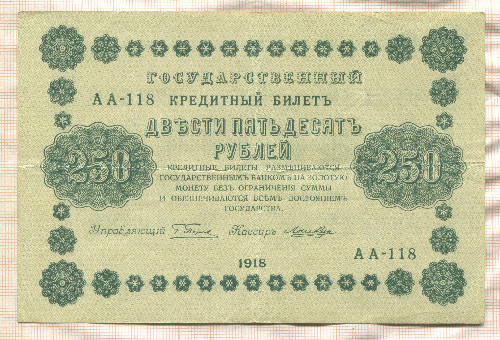 ГОСУДАРСТВЕННЫЙ
АА-118 КРЕДИТНЫЙ БИЛЕТЪ
ДВѢСТИ ПЯТЬДЕСЯТЪ
РУБЛЕЙ
250 250
КРЕДИТНЫЕ БИЛЕТЫ РАЗМѢНИВАЮТСЯ
ГОСУДАРСТВЕННЫМЪ БАНКОМЪ НА ЗОЛОТУЮ
МОНЕТУ БЕЗЪ ОГРАНИЧЕНІЯ СУММЫ
И ОБЕЗПЕЧИВАЮТСЯ ВСѢМЪ ДОСТОЯНІЕМЪ
ГОСУДАРСТВА.
Управляющій Кассиръ
АА-118
1918